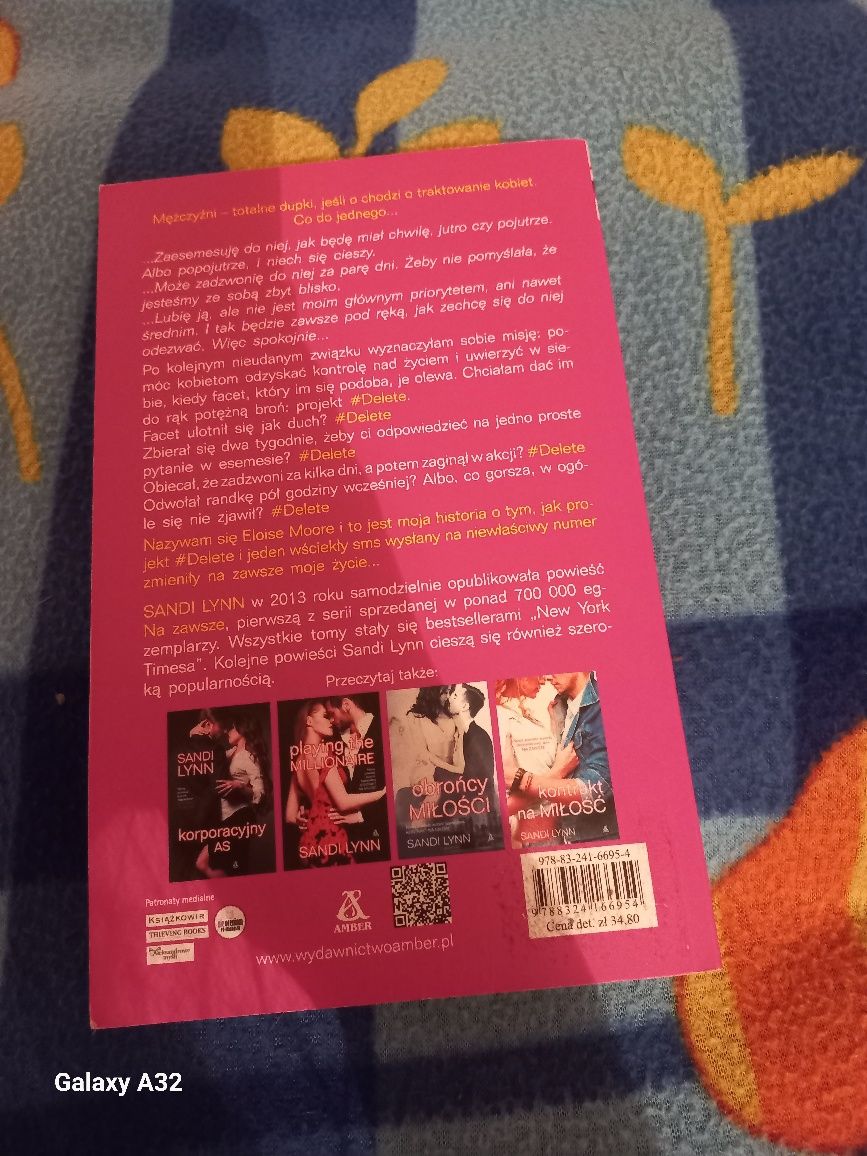 Mężczyźni – totalne dupki, jeśli o chodzi o traktowanie kobiet.
Co do jednego...
...Zaesemesuję do niej, jak będę miał chwilę, jutro czy pojutrze.
Albo popojutrze, i niech się cieszy.
...Może zadzwonię do niej za parę dni. Żeby nie pomyślała, że
jesteśmy ze sobą zbyt blisko.
...Lubię ją, ale nie jest moim głównym priorytetem, ani nawet
średnim. I tak będzie zawsze pod ręką, jak zechcę się do niej
odezwać. Więc spokojnie...
Po kolejnym nieudanym związku wyznaczyłam sobie misję: po-
móc kobietom odzyskać kontrolę nad życiem i uwierzyć w sie-
bie, kiedy facet, który im się podoba, je olewa. Chciałam dać im
do rąk potężną broń: projekt #Delete.
Facet ulotnił się jak duch? #Delete
Zbierał się dwa tygodnie, żeby ci odpowiedzieć na jedno proste
pytanie w esemesie? #Delete
Obiecał, że zadzwoni za kilka dni, a potem zaginął w akcji? #Delete
Odwołał randkę pół godziny wcześniej? Albo, co gorsza, w ogó-
le się nie zjawił? #Delete
Nazywam się Eloise Moore i to jest moja historia o tym, jak pro-
jekt #Delete i jeden wściekły sms wysłany na niewłaściwy numer
zmieniły na zawsze moje życie...
SANDI LYNN w 2013 roku samodzielnie opublikowała powieść
Na zawsze, pierwszą z serii sprzedanej w ponad 700 000 eg-
zemplarzy. Wszystkie tomy stały się bestsellerami „New York
Timesa”. Kolejne powieści Sandi Lynn cieszą się również szero-
ką popularnością.
Przeczytaj także:
SANDI
LYNN
korporacyjny
AS
playing the
MILLIONAIRE
SANDI LYNN
obrońcy
MIŁOŚCI
SANDI LYNN
kontrakt
na MIŁOŚĆ
SANDI LYNN
Patronaty medialne
KSIĄŻKOWIR
THIEVING BOOKS
AMBER
www.wydawnictwoamber.pl
978-83-241-6695-4
9 788324 166954
Cena det. zł 34,80
Galaxy A32